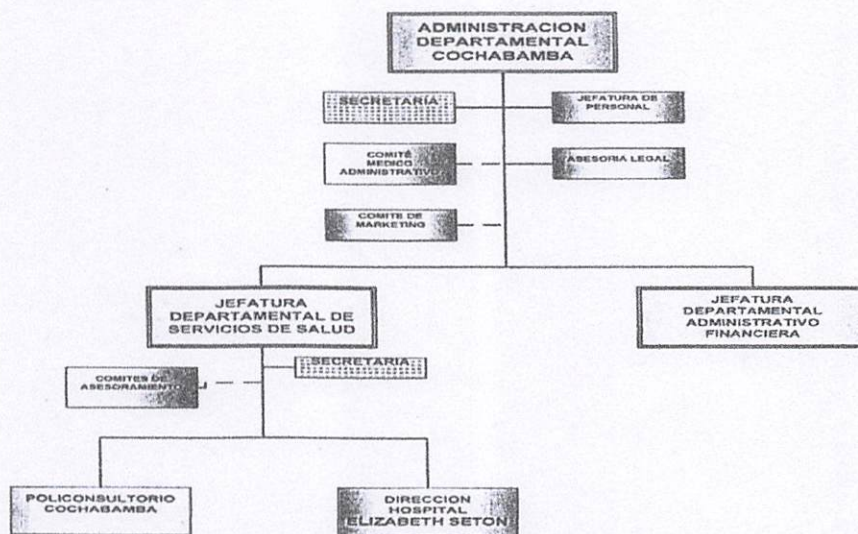 ADMINISTRACION
DEPARTAMENTAL
COCHABAMBA
SECRETARIA
JEFATURA DE
PERSONAL
COMITÉ
MEDICO
ADMINISTRATIVO
ASESORIA LEGAL
COMITE DE
MARKETING
JEFATURA
DEPARTAMENTAL DE
SERVICIOS DE SALUD
JEFATURA
DEPARTAMENTAL
ADMINISTRATIVO
FINANCIERA
SECRETARIA
COMITES DE
ASESORAMIENTO
POLICONSULTORIO
COCHABAMBA
DIRECCION
HOSPITAL
ELIZABETH SETON